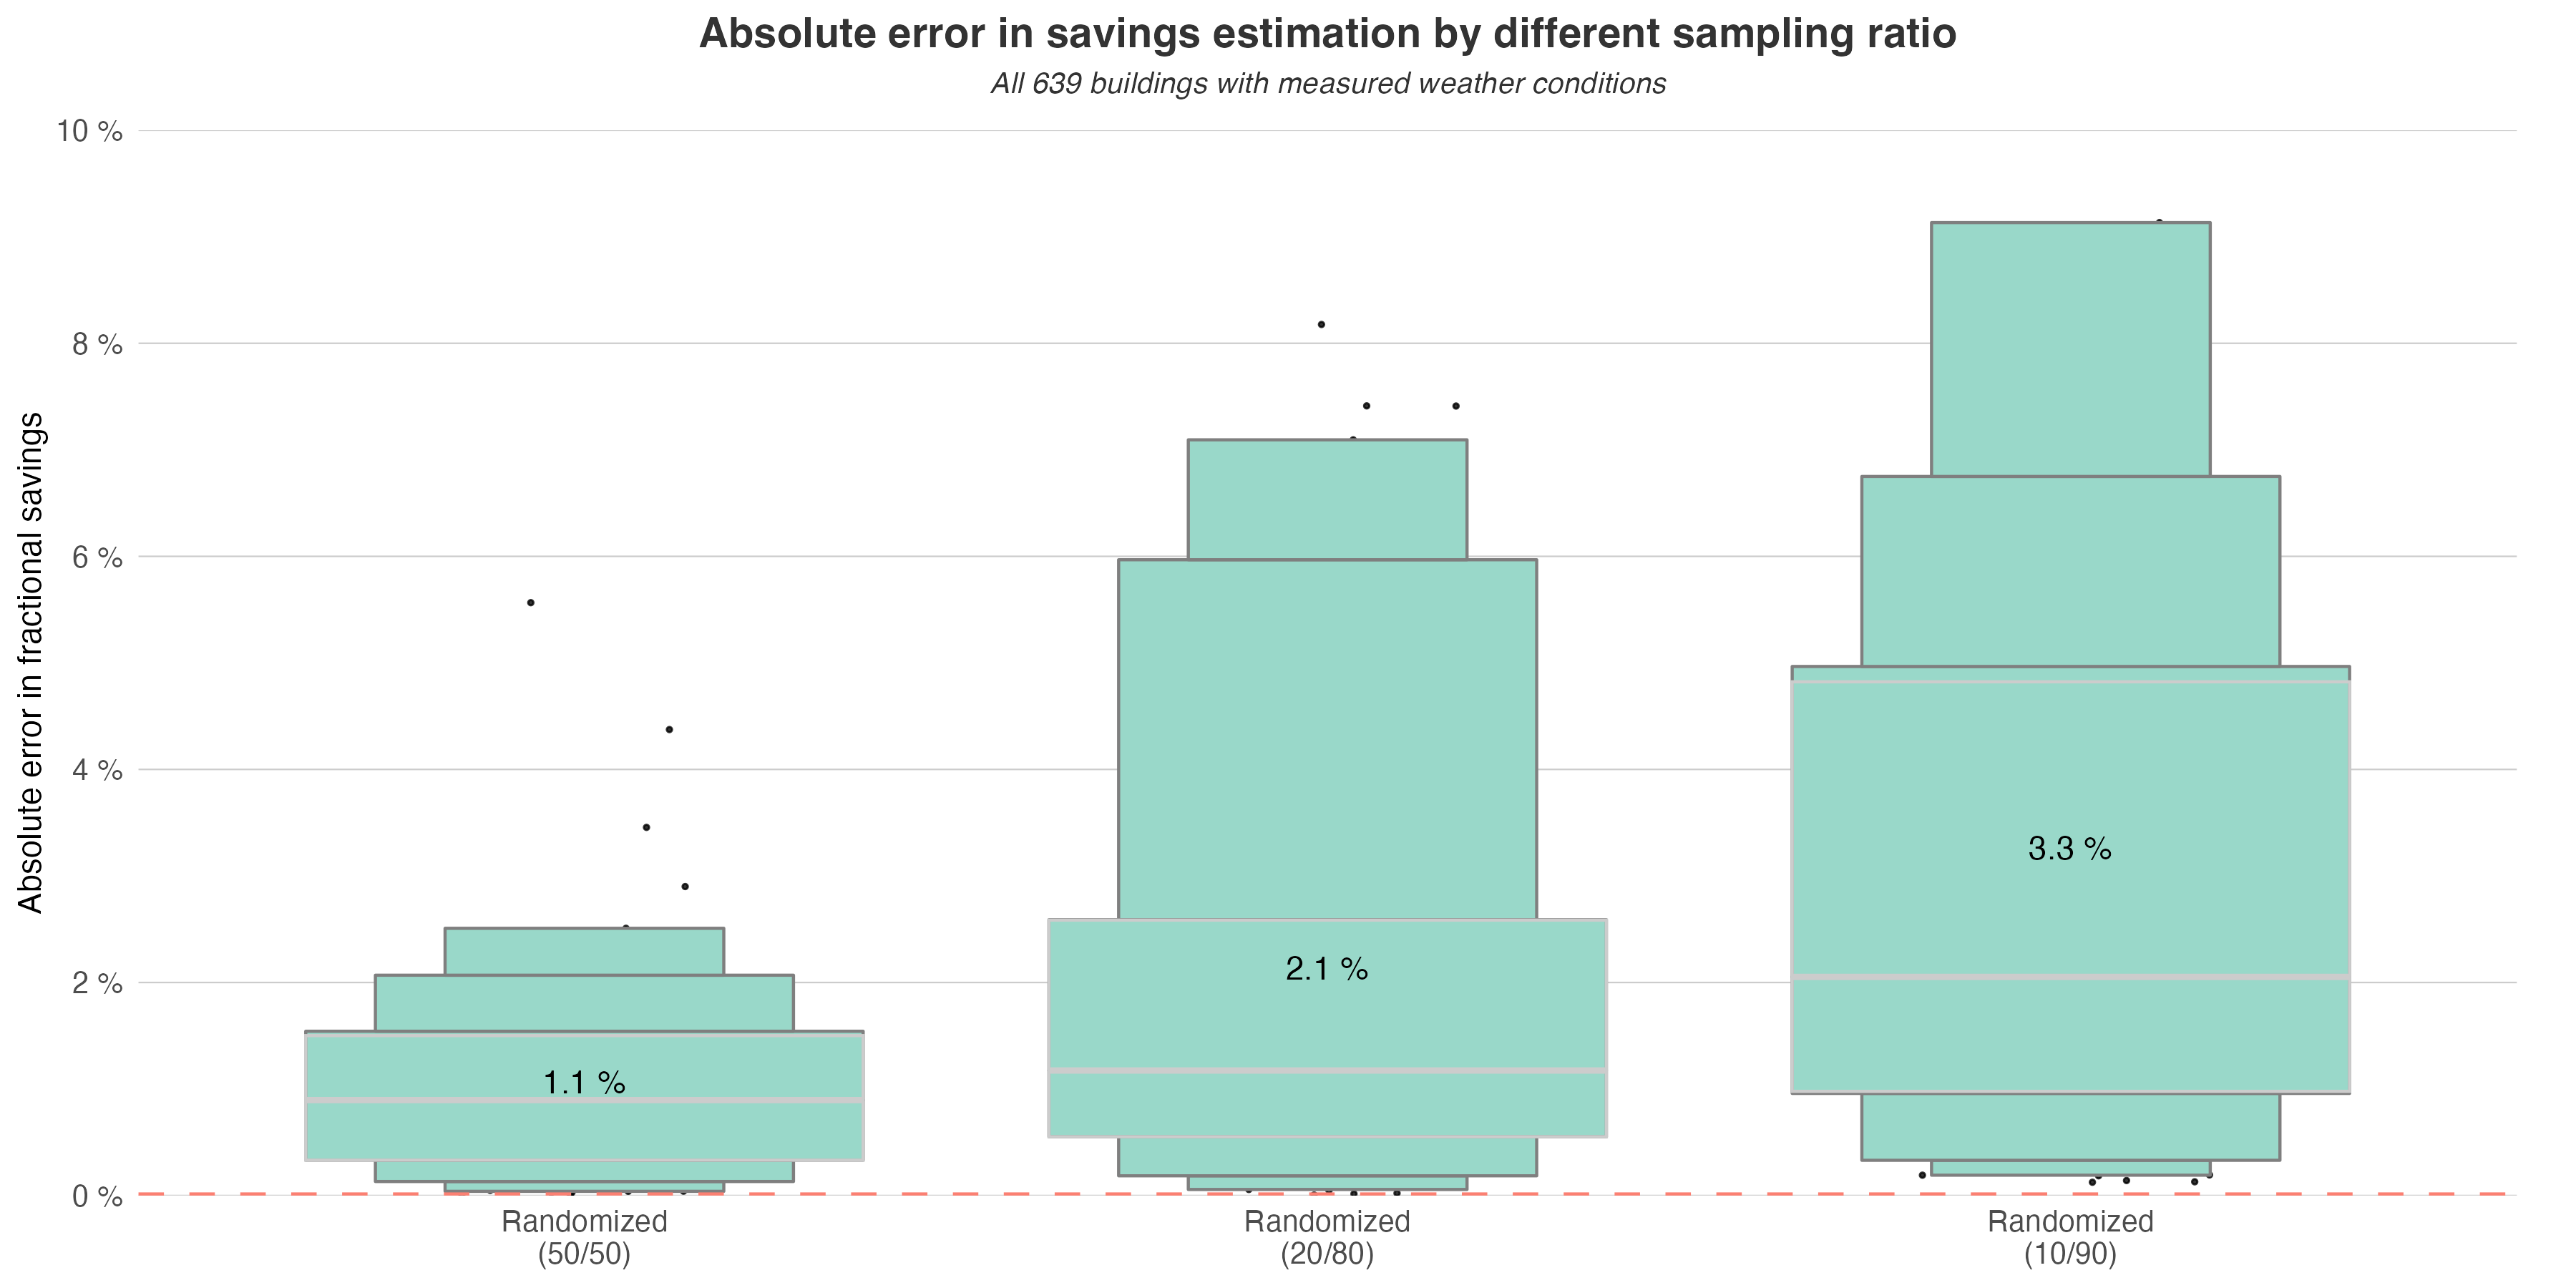 Absolute error in savings estimation by different sampling ratio
All 639 buildings with measured weather conditions
Absolute error in fractional savings
10 %
8 %
6 %
4 %
2 %
0 %
1.1 %
2.1 %
3.3 %
Randomized
(50/50)
Randomized
(20/80)
Randomized
(10/90)